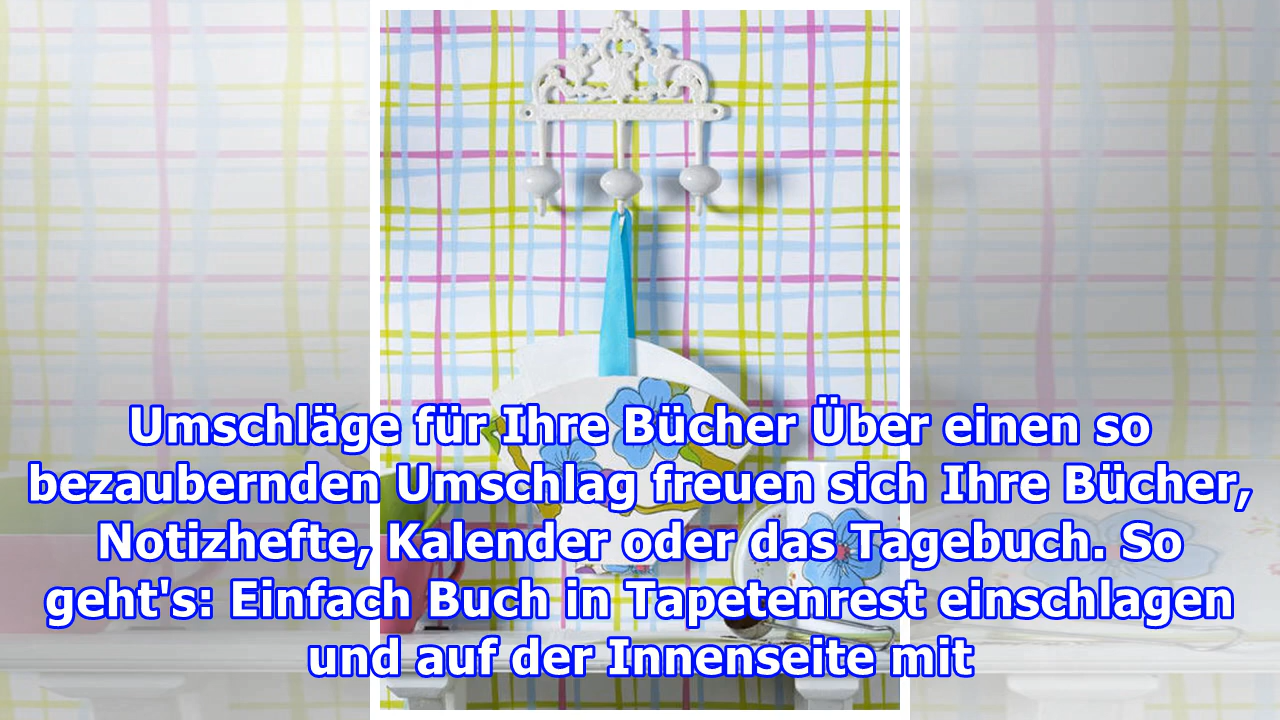 Umschläge für Ihre Bücher Über einen so
bezaubernden Umschlag freuen sich Ihre Bücher,
Notizhefte, Kalender oder das Tagebuch. So
geht's: Einfach Buch in Tapetenrest einschlagen
und auf der Innenseite mit